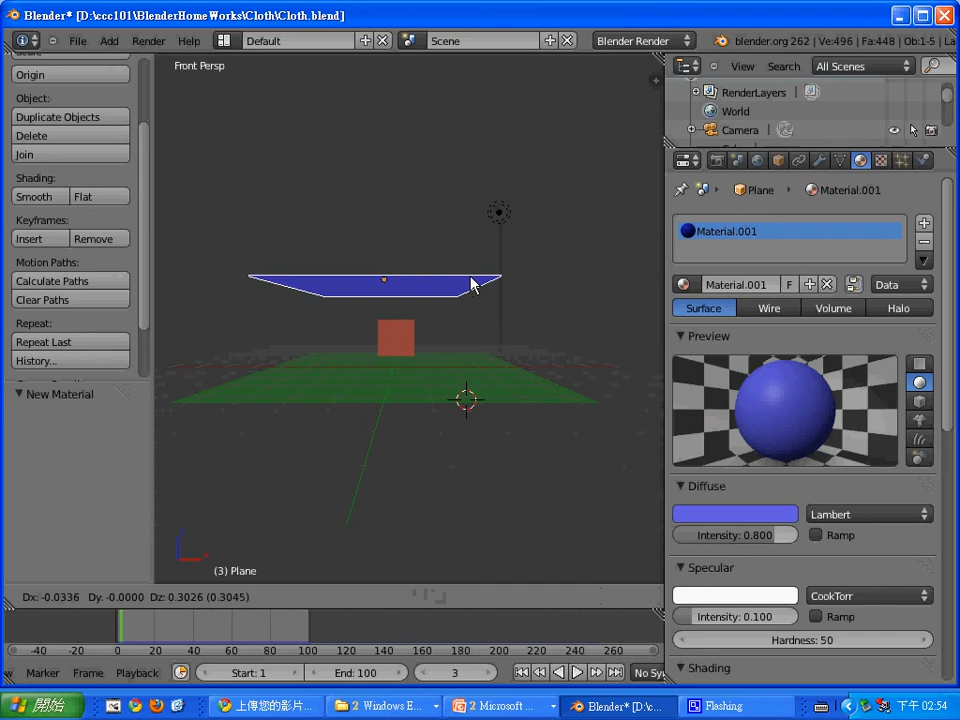 Blender* [D:\ccc101\BlenderHomeWorks\Cloth\Cloth.blend]
File Add Render Help Default Scene Blender Render blender.org 262 | Ve:496 | Fa:448 | Ob:1-5 | La
Origin
Object:
Duplicate Objects
Delete
Join
Shading:
Smooth Flat
Keyframes:
Insert Remove
Motion Paths:
Calculate Paths
Clear Paths
Repeat:
Repeat Last
History...
New Material
Front Persp
(3) Plane
View Search All Scenes
RenderLayers
World
Camera
Plane Material.001
Material.001
Material.001 F Data
Surface Wire Volume Halo
Preview
Diffuse
Lambert
Intensity: 0.800 Ramp
Specular
CookTorr
Intensity: 0.100 Ramp
Hardness: 50
Shading
Dx: -0.0336 Dy: -0.0000 Dz: 0.3026 (0.3045)
-40 -20 0 20 40 60 80 100 120 140 160 180 200 220 240 260
w Marker Frame Playback Start: 1 End: 100 3 No Sy
開始 上傳您的影片... 2 Windows E... 2 Microsoft ... Blender* [D:\c... Flashing 下午 02:54